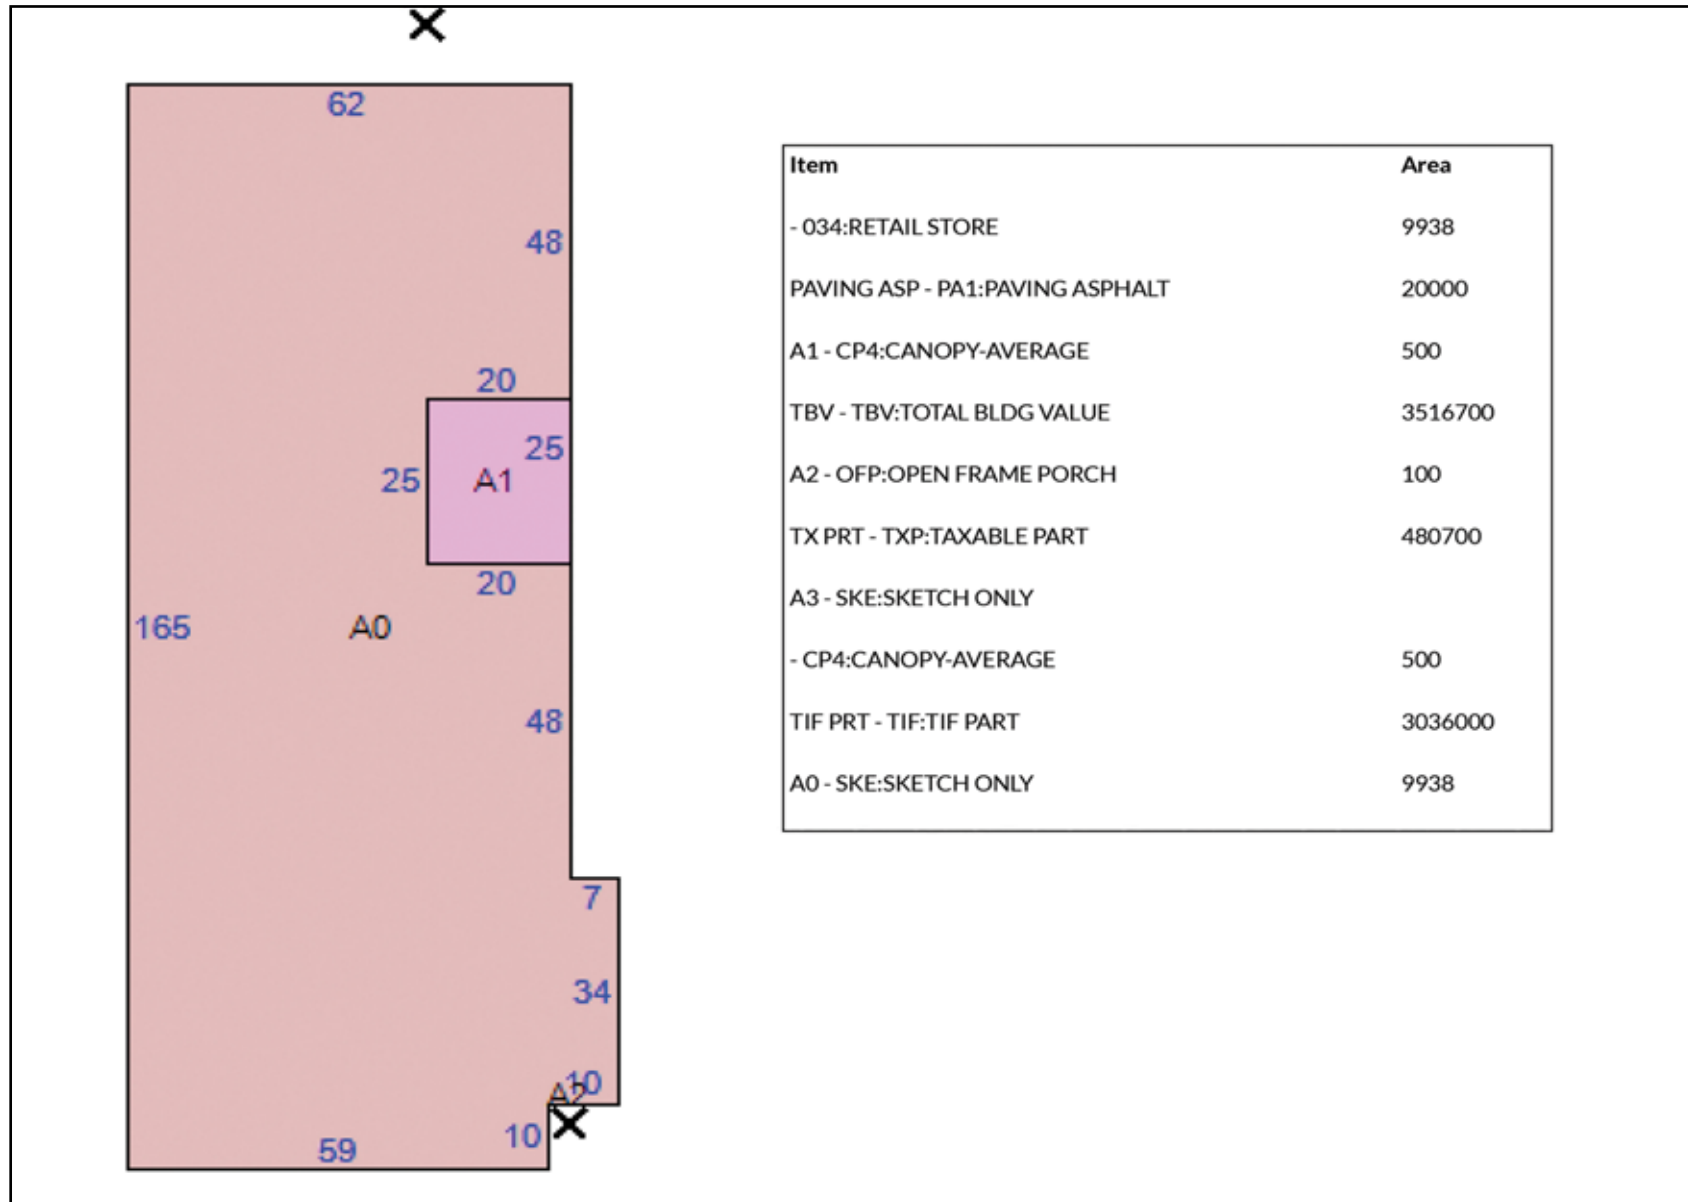 62
48
20
25
25
A1
20
165
A0
48
7
34
10
A2
10
59
Item Area
- 034:RETAIL STORE 9938
PAVING ASP - PA1:PAVING ASPHALT 20000
A1 - CP4:CANOPY-AVERAGE 500
TBV - TBV:TOTAL BLDG VALUE 3516700
A2 - OFP:OPEN FRAME PORCH 100
TX PRT - TXP:TAXABLE PART 480700
A3 - SKE:SKETCH ONLY
- CP4:CANOPY-AVERAGE 500
TIF PRT - TIF:TIF PART 3036000
A0 - SKE:SKETCH ONLY 9938